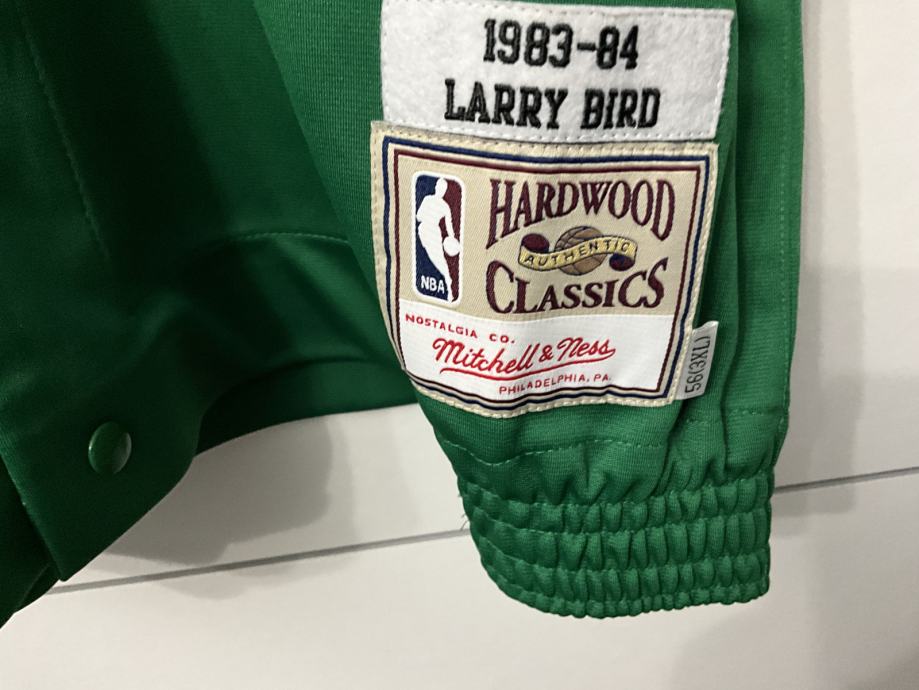 1983-84
LARRY BIRD
NBA
HARDWOOD
AUTHENTIC
CLASSICS
NOSTALGIA CO.
Mitchell & Ness
PHILADELPHIA, PA.
56(3XL)